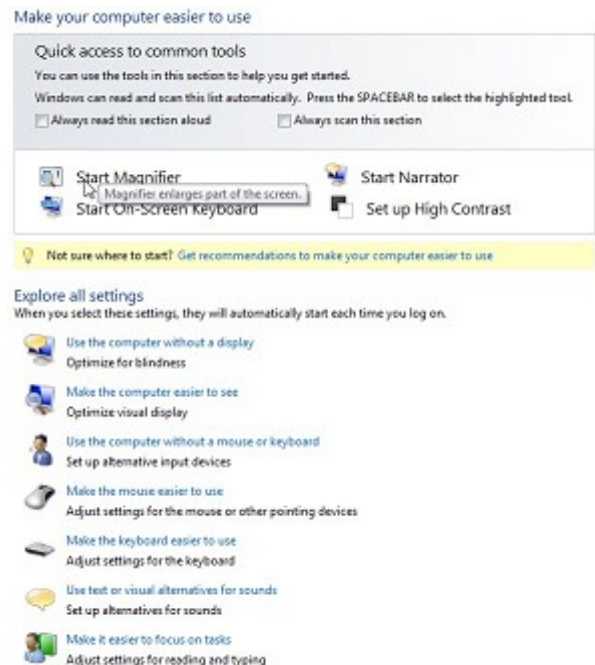 Make your computer easier to use
Quick access to common tools
You can use the tools in this section to help you get started.
Windows can read and scan this list automatically. Press the SPACEBAR to select the highlighted tool.
Always read this section aloud Always scan this section
Start Magnifier Start Narrator
Magnifier enlarges part of the screen.
Start On-Screen Keyboard Set up High Contrast
Not sure where to start? Get recommendations to make your computer easier to use
Explore all settings
When you select these settings, they will automatically start each time you log on.
Use the computer without a display
Optimize for blindness
Make the computer easier to see
Optimize visual display
Use the computer without a mouse or keyboard
Set up alternative input devices
Make the mouse easier to use
Adjust settings for the mouse or other pointing devices
Make the keyboard easier to use
Adjust settings for the keyboard
Use text or visual alternatives for sounds
Set up alternatives for sounds
Make it easier to focus on tasks
Adjust settings for reading and typing